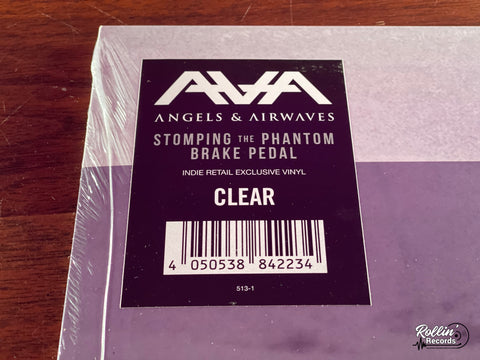 AVA
ANGELS & AIRWAVES
STOMPING THE PHANTOM
BRAKE PEDAL
INDIE RETAIL EXCLUSIVE VINYL
CLEAR
4 050538 842234
513-1
Rollin'
Records